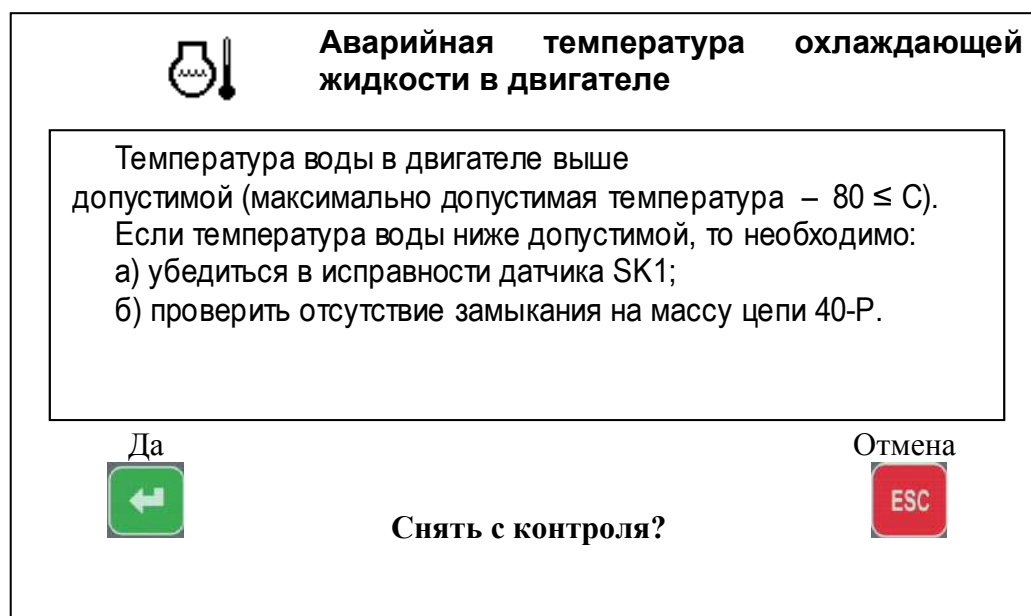 Аварийная температура охлаждающей
жидкости в двигателе
Температура воды в двигателе выше
допустимой (максимально допустимая температура – 80 ≤ C).
Если температура воды ниже допустимой, то необходимо:
а) убедиться в исправности датчика SK1;
б) проверить отсутствие замыкания на массу цепи 40-Р.
Да
Отмена
ESC
Снять с контроля?